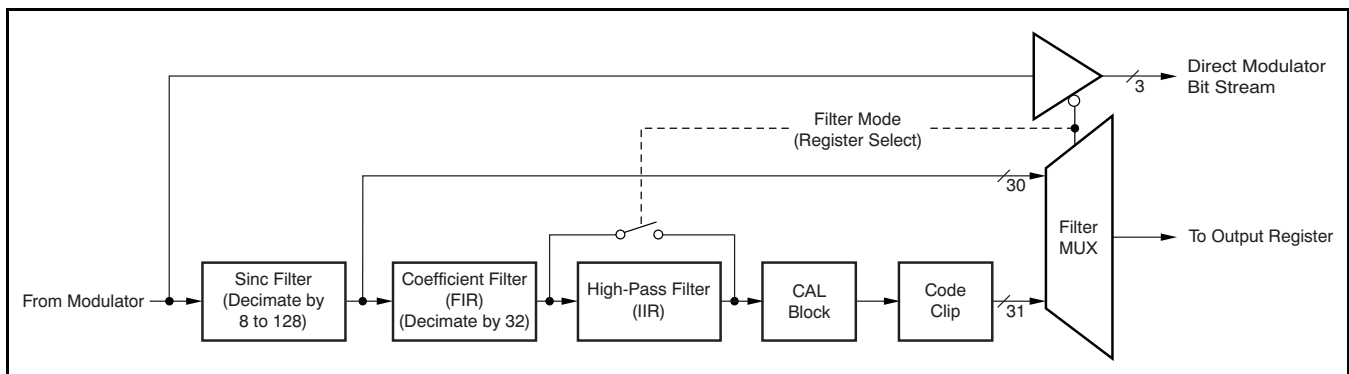 Direct Modulator
Bit Stream
3
Filter Mode
(Register Select)
30
Filter
MUX
To Output Register
From Modulator
Sinc Filter
(Decimate by
8 to 128)
Coefficient Filter
(FIR)
(Decimate by 32)
High-Pass Filter
(IIR)
CAL
Block
Code
Clip
31